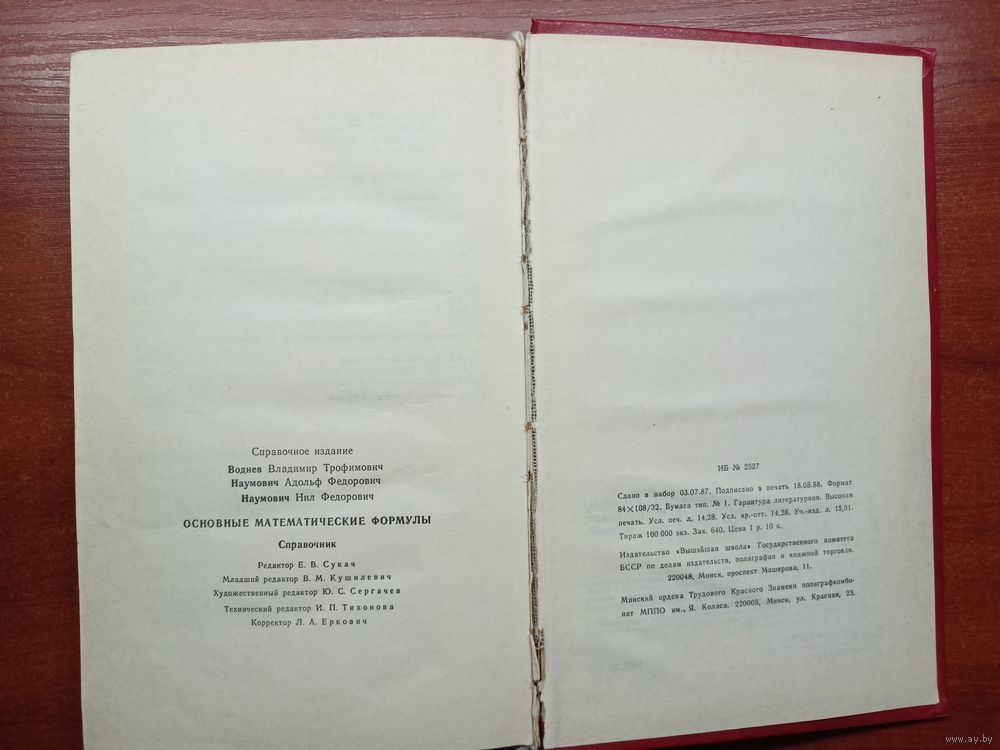 Справочное издание
Воднев Владимир Трофимович
Наумович Адольф Федорович
Наумович Нил Федорович
ОСНОВНЫЕ МАТЕМАТИЧЕСКИЕ ФОРМУЛЫ
Справочник
Редактор Е. В. Сукач
Младший редактор В. М. Кушилевич
Художественный редактор Ю. С. Сергачев
Технический редактор И. П. Тихонова
Корректор Л. А. Еркович
ИБ № 2527
Сдано в набор 03.07.87. Подписано в печать 18.03.88. Формат
84×108/32. Бумага тип. № 1. Гарнитура литературная. Высокая
печать. Усл. печ. л. 14,28. Усл. кр.-отт. 14,28. Уч.-изд. л. 15,01.
Тираж 100 000 экз. Зак. 640. Цена 1 р. 10 к.
Издательство «Вышэйшая школа» Государственного комитета
БССР по делам издательств, полиграфии и книжной торговли.
220048, Минск, проспект Машерова, 11.
Минский ордена Трудового Красного Знамени полиграфкомби-
нат МППО им., Я. Коласа. 220005, Минск, ул. Красная, 23.
www.ay.by